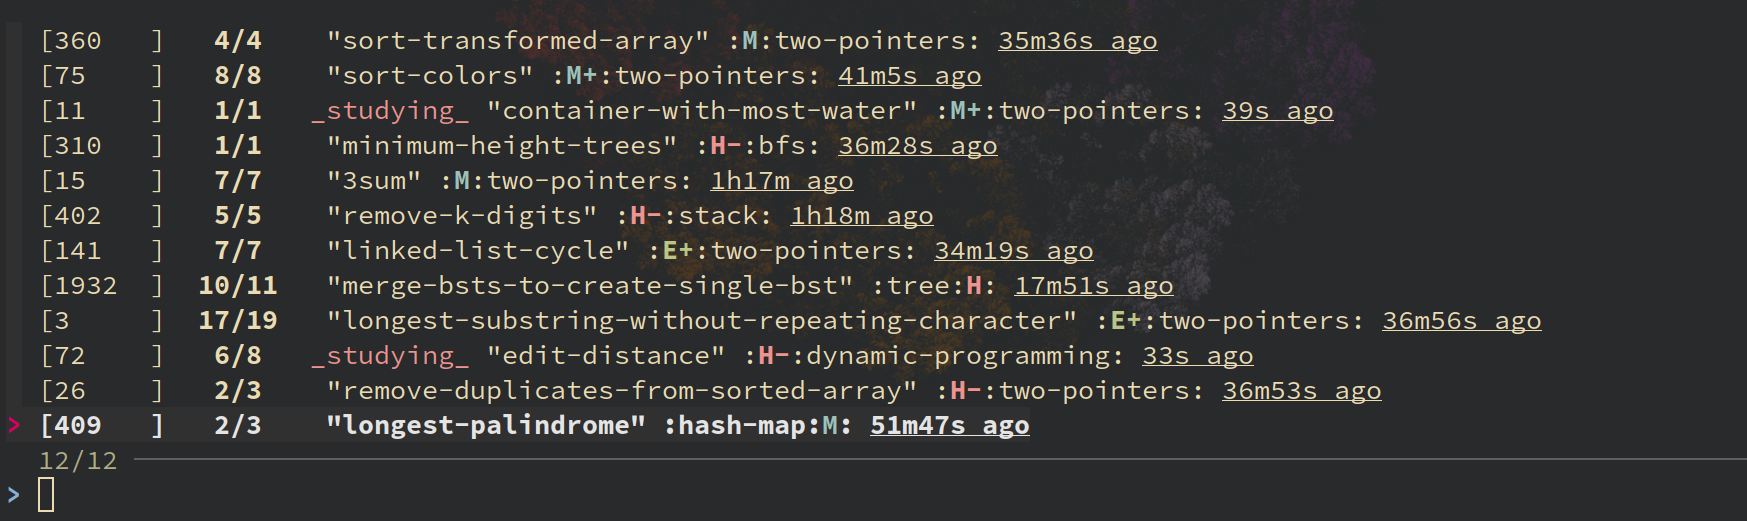 [360   ]   4/4    "sort-transformed-array" :M:two-pointers: 35m36s ago
[75    ]   8/8    "sort-colors" :M+:two-pointers: 41m5s ago
[11    ]   1/1   _studying_ "container-with-most-water" :M+:two-pointers: 39s ago
[310   ]   1/1    "minimum-height-trees" :H-:bfs: 36m28s ago
[15    ]   7/7    "3sum" :M:two-pointers: 1h17m ago
[402   ]   5/5    "remove-k-digits" :H-:stack: 1h18m ago
[141   ]   7/7    "linked-list-cycle" :E+:two-pointers: 34m19s ago
[1932  ]  10/11   "merge-bsts-to-create-single-bst" :tree:H: 17m51s ago
[3     ]  17/19   "longest-substring-without-repeating-character" :E+:two-pointers: 36m56s ago
[72    ]   6/8   _studying_ "edit-distance" :H-:dynamic-programming: 33s ago
[26    ]   2/3    "remove-duplicates-from-sorted-array" :H-:two-pointers: 36m53s ago
> [409   ]   2/3    "longest-palindrome" :hash-map:M: 51m47s ago
12/12
>